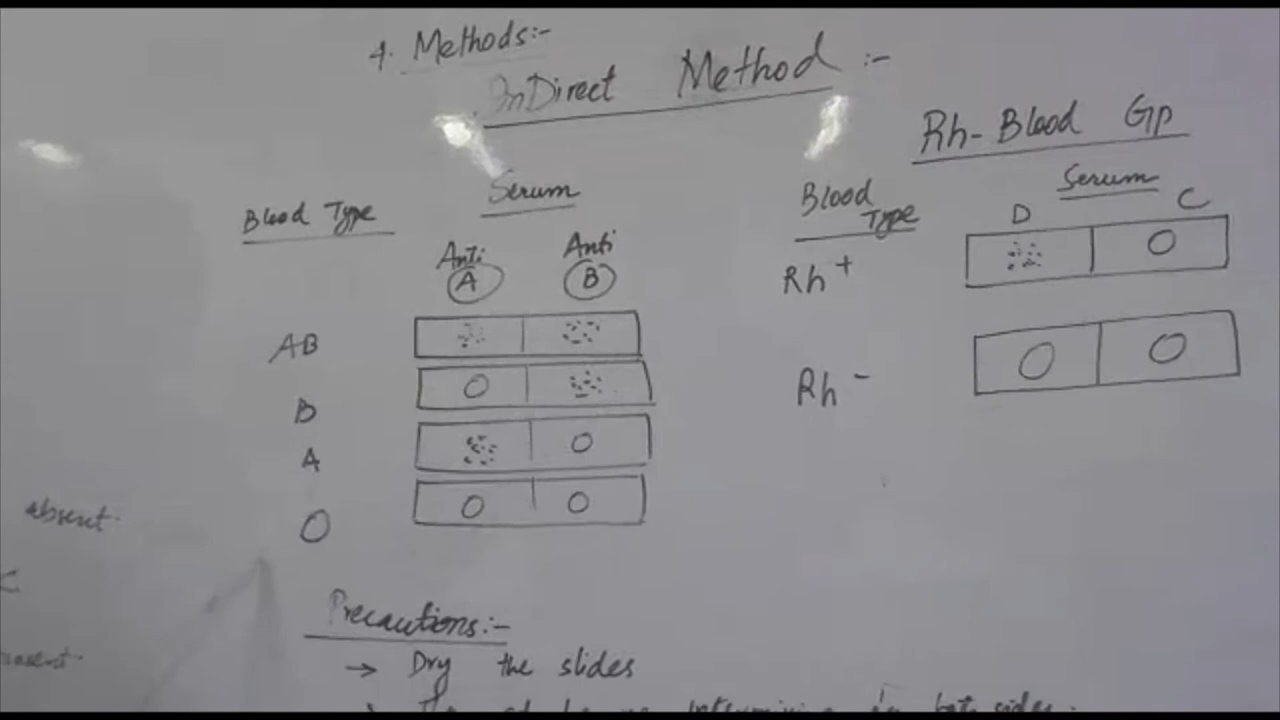 4. Methods:-
InDirect Method :-
Rh-Blood Gp
Blood Type
Serum
Anti A
Anti B
AB
B
A
O
Blood Type
Serum
D C
Rh +
Rh -
absent
Precautions:-
→ Dry the slides